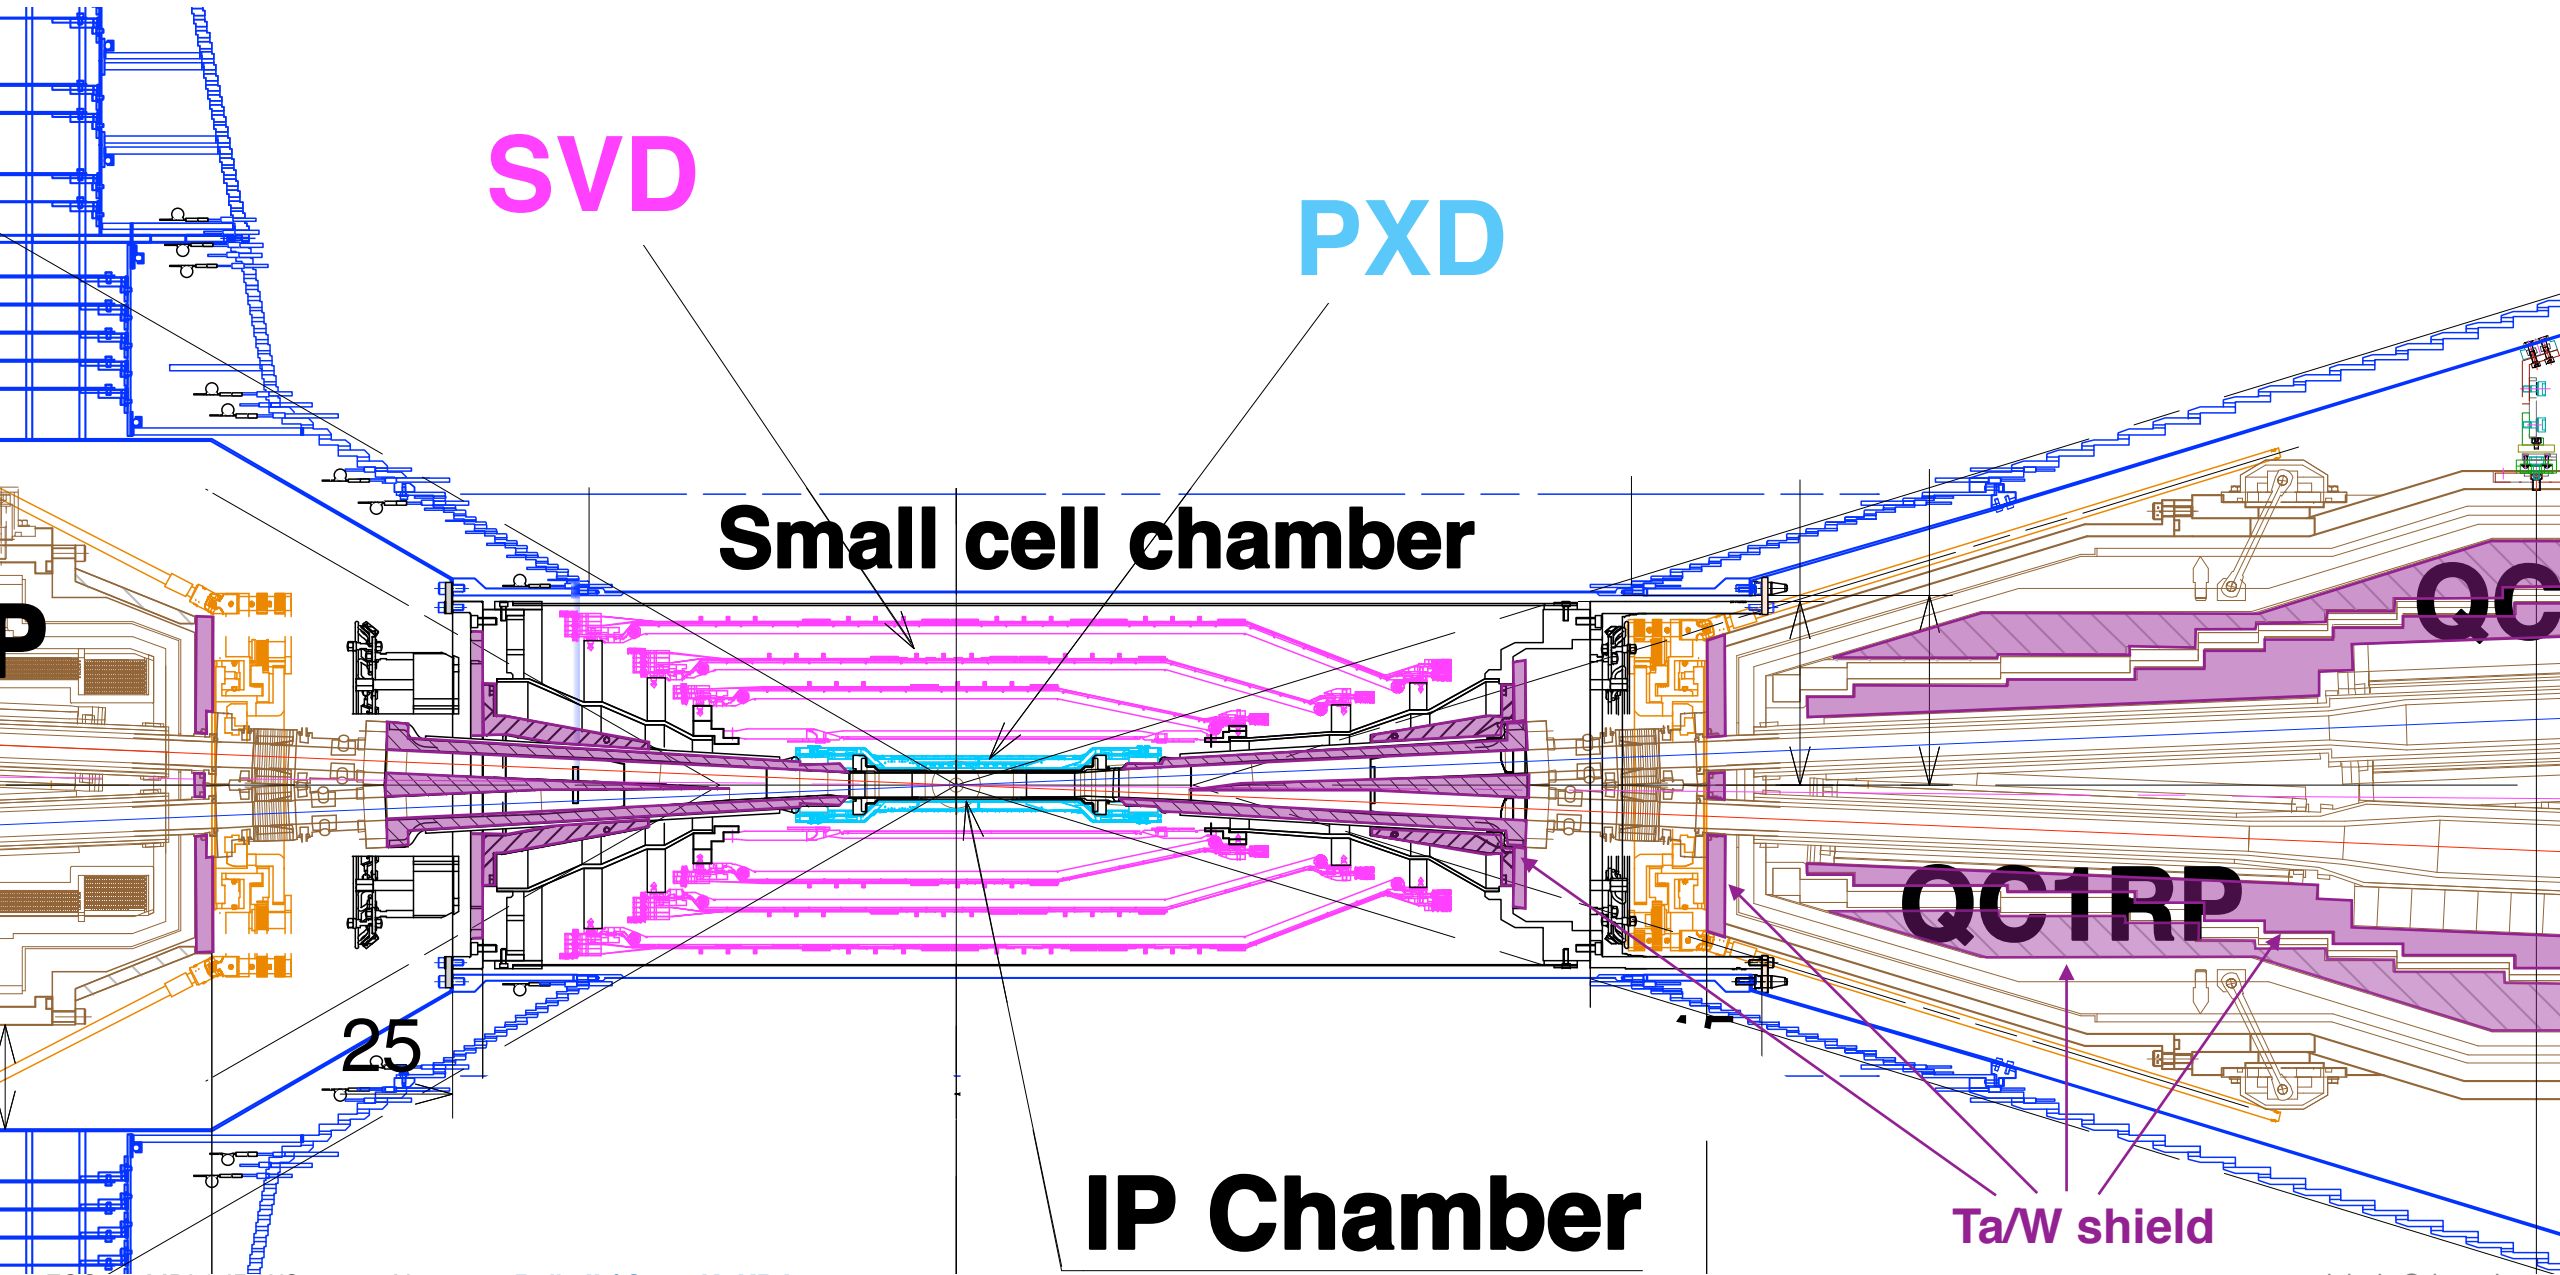 SVD
PXD
Small cell chamber
QC
P
QC1RP
25
IP Chamber
Ta/W shield